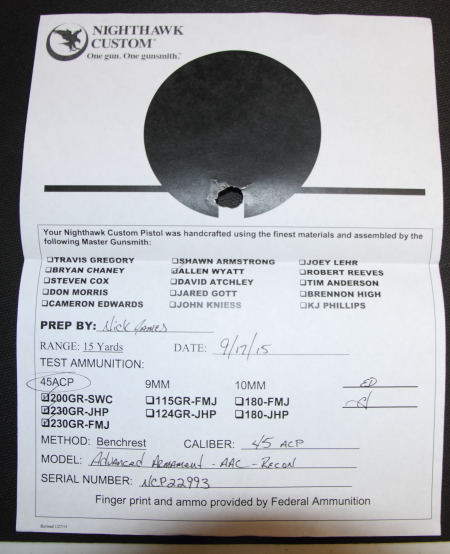 NIGHTHAWK
CUSTOM™
One gun. One gunsmith.™
Your Nighthawk Custom Pistol was handcrafted using the finest materials and assembled by the
following Master Gunsmith:
❑TRAVIS GREGORY ❑SHAWN ARMSTRONG ❑JOEY LEHR
❑BRYAN CHANEY ☑ALLEN WYATT ❑ROBERT REEVES
❑STEVEN COX ❑DAVID ATCHLEY ❑TIM ANDERSON
❑DON MORRIS ❑JARED GOTT ❑BRENNON HIGH
❑CAMERON EDWARDS ❑JOHN KNIESS ❑KJ PHILLIPS
PREP BY: Nick James
RANGE: 15 Yards DATE: 9/17/15
TEST AMMUNITION:
45ACP 9MM 10MM ED
☑200GR-SWC ❑115GR-FMJ ❑180-FMJ
☑230GR-JHP ❑124GR-JHP ❑180-JHP
☑230GR-FMJ
METHOD: Benchrest CALIBER: 45 ACP
MODEL: Advanced Armament - AAC - Recon
SERIAL NUMBER: NCP22993
Finger print and ammo provided by Federal Ammunition